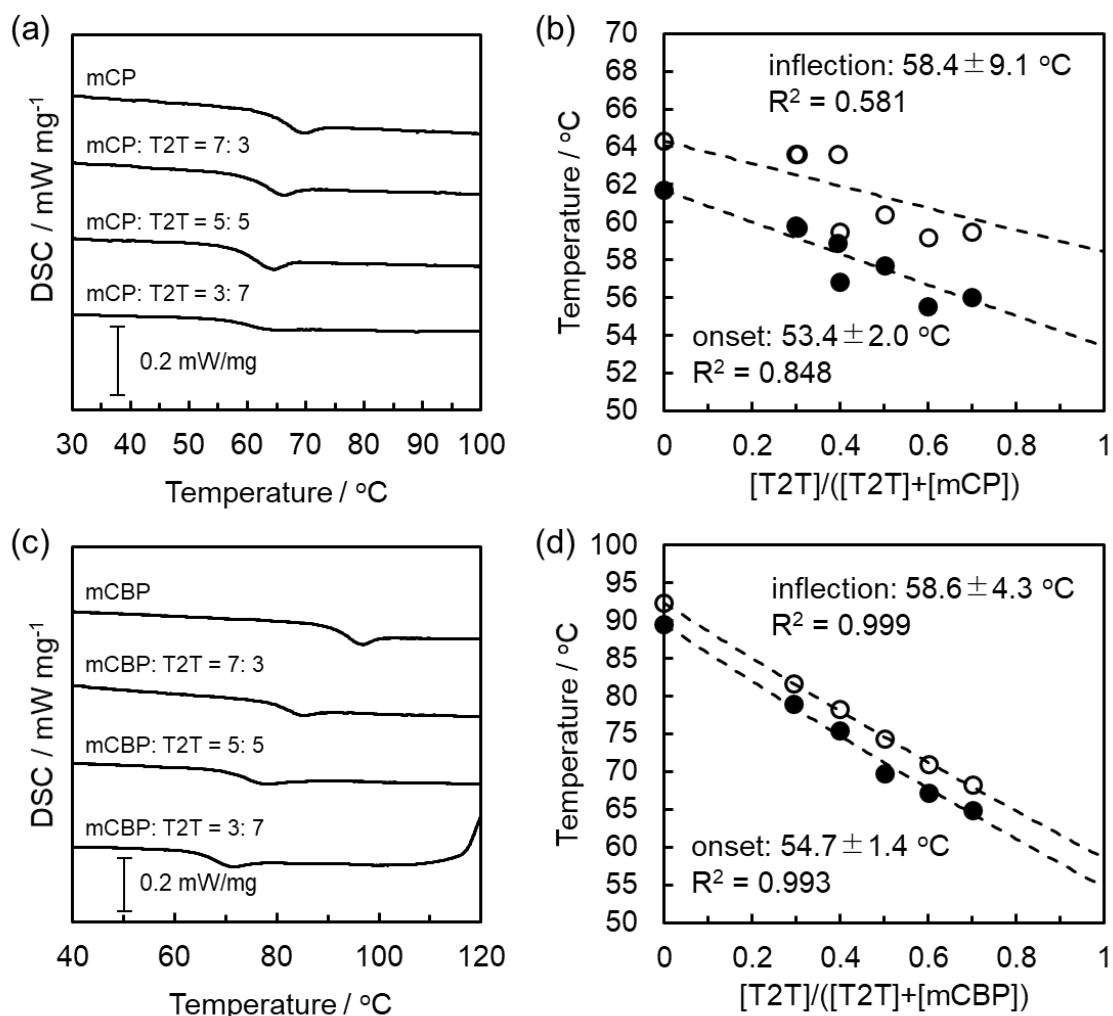 (a)
DSC / mW mg-1
mCP
mCP: T2T = 7: 3
mCP: T2T = 5: 5
mCP: T2T = 3: 7
0.2 mW/mg
30 40 50 60 70 80 90 100
Temperature / oC
(b)
Temperature / oC
70
68
66
64
62
60
58
56
54
52
50
inflection: 58.4±9.1 oC
R2 = 0.581
onset: 53.4±2.0 oC
R2 = 0.848
0 0.2 0.4 0.6 0.8 1
[T2T]/([T2T]+[mCP])
(c)
DSC / mW mg-1
mCBP
mCBP: T2T = 7: 3
mCBP: T2T = 5: 5
mCBP: T2T = 3: 7
0.2 mW/mg
40 60 80 100 120
Temperature / oC
(d)
Temperature / oC
100
95
90
85
80
75
70
65
60
55
50
inflection: 58.6±4.3 oC
R2 = 0.999
onset: 54.7±1.4 oC
R2 = 0.993
0 0.2 0.4 0.6 0.8 1
[T2T]/([T2T]+[mCBP])